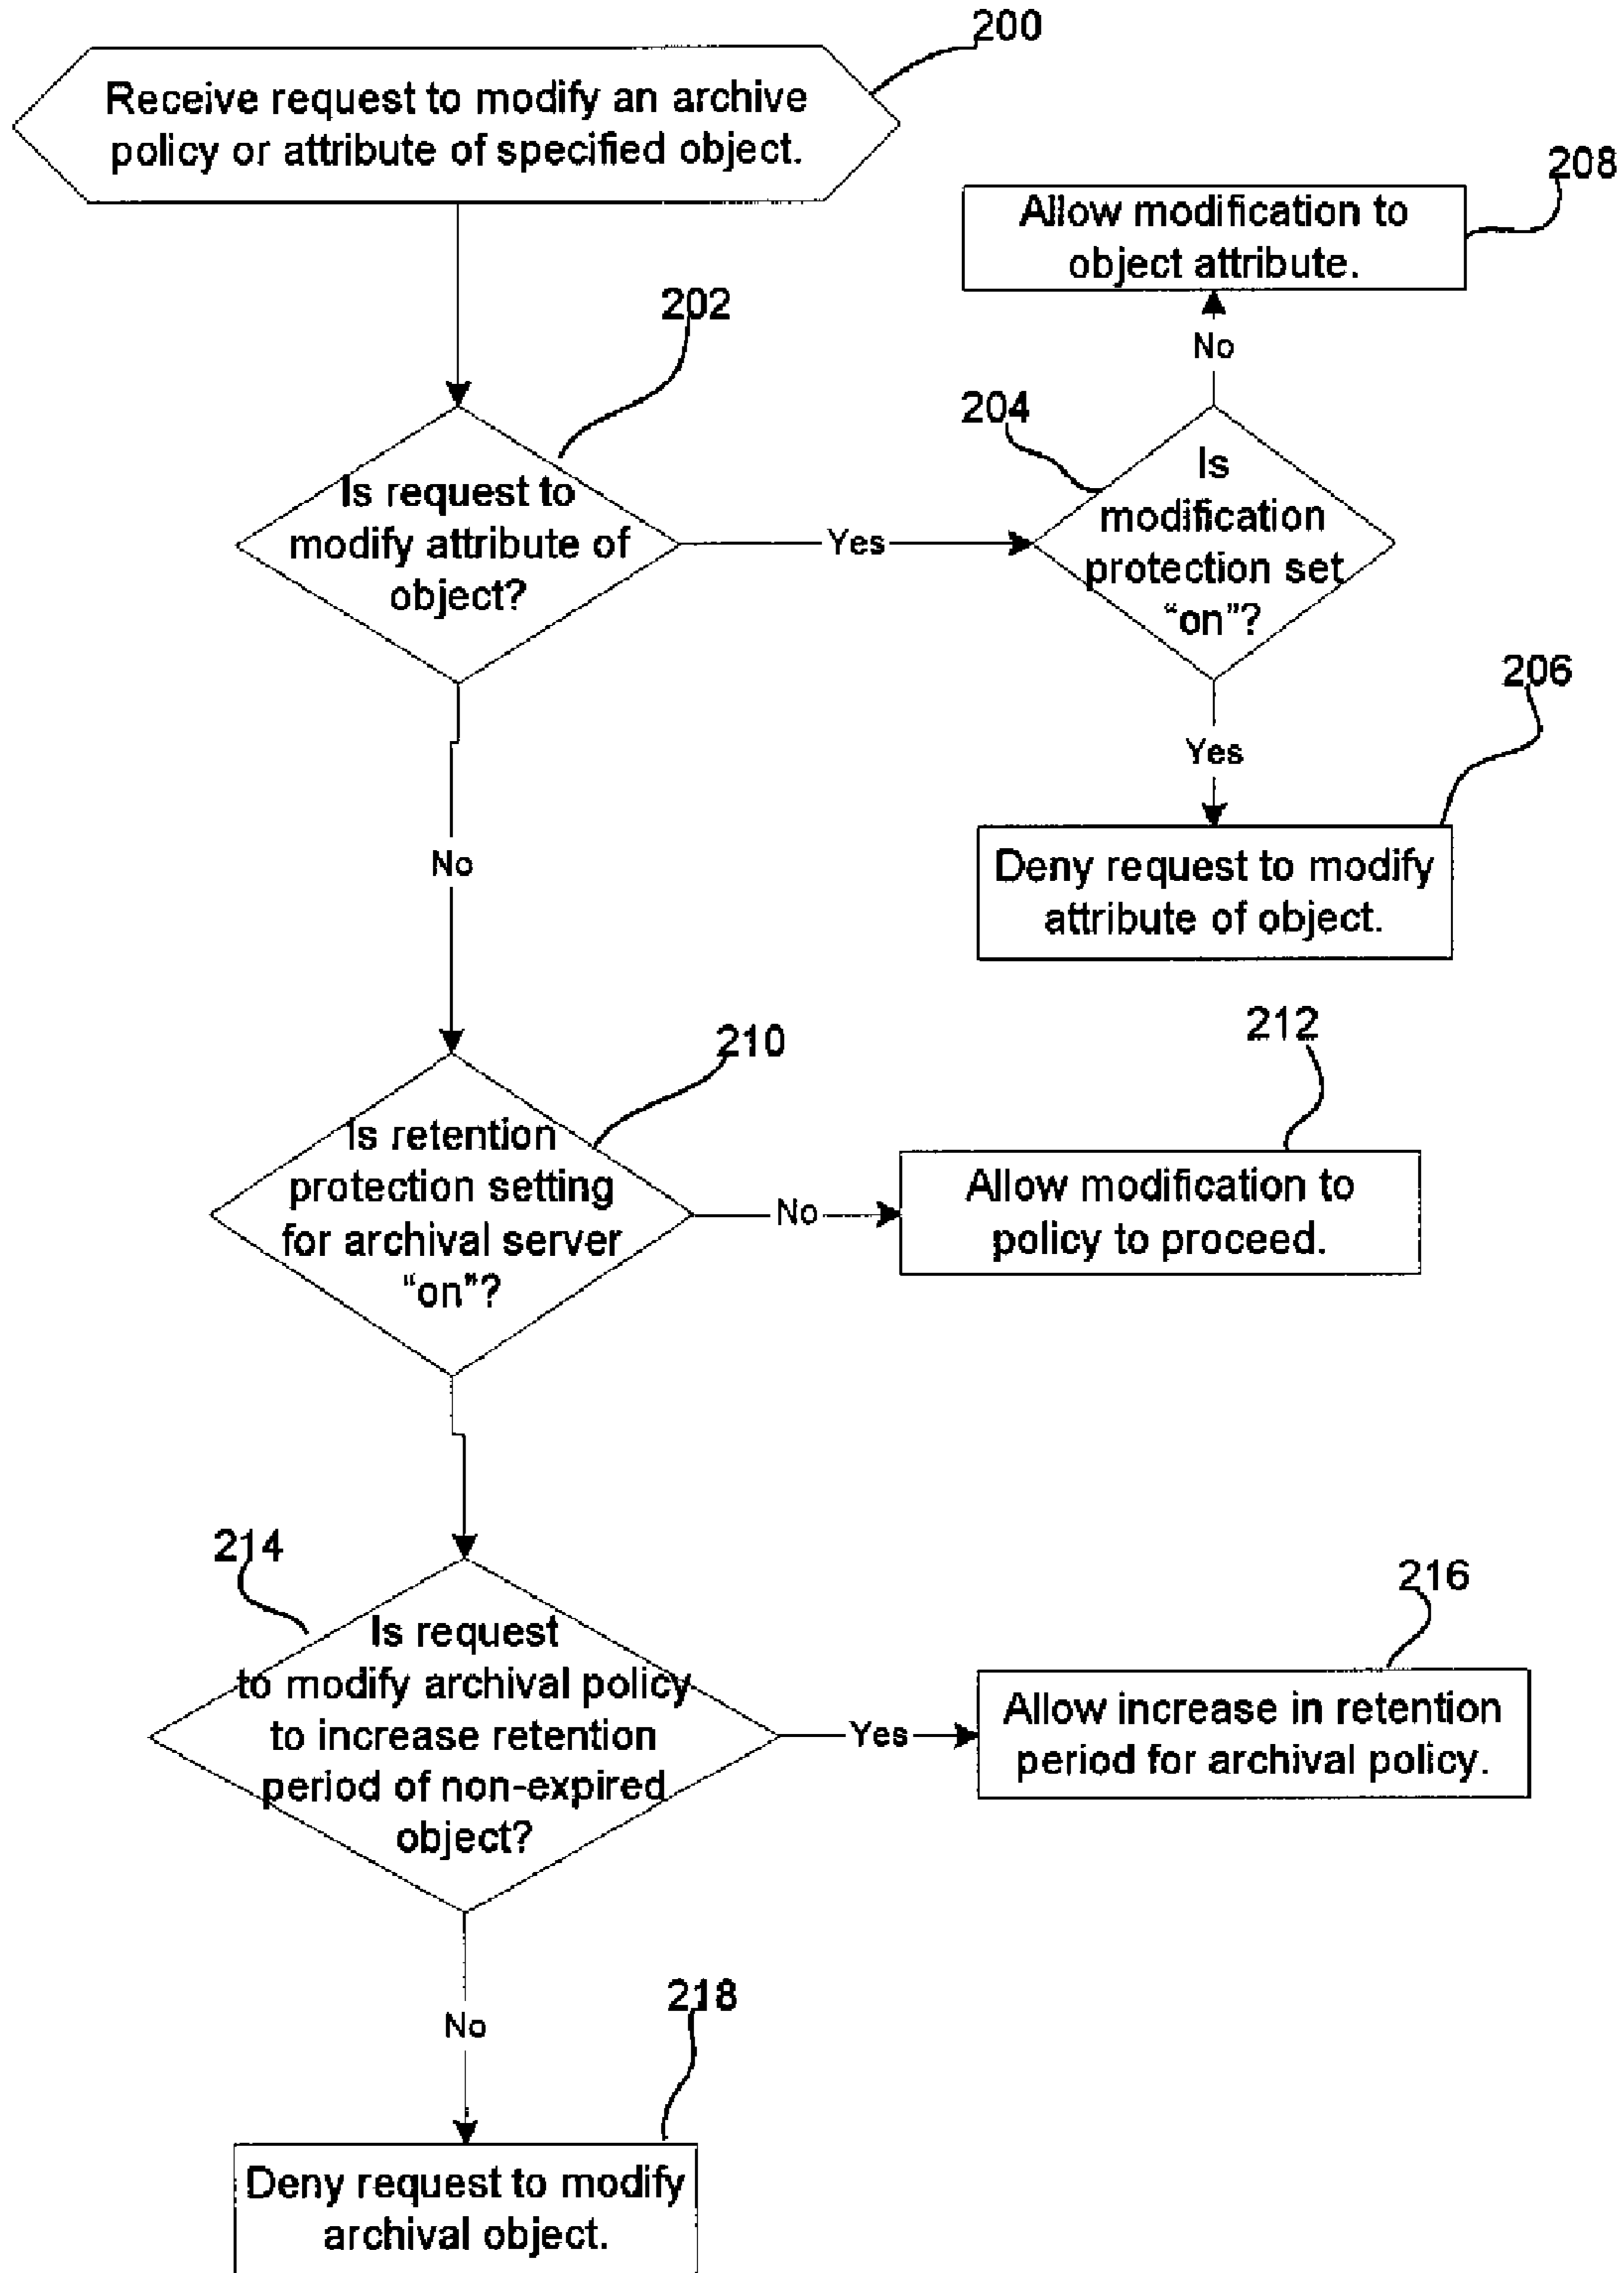 200
Receive request to modify an archive
policy or attribute of specified object.
208
Allow modification to
object attribute.
202
No
204
Is request to
modify attribute of
object?
Yes
Is
modification
protection set
“on”?
206
Yes
No
Deny request to modify
attribute of object.
210
212
Is retention
protection setting
for archival server
“on”?
No
Allow modification to
policy to proceed.
214
216
Is request
to modify archival policy
to increase retention
period of non-expired
object?
Yes
Allow increase in retention
period for archival policy.
218
No
Deny request to modify
archival object.